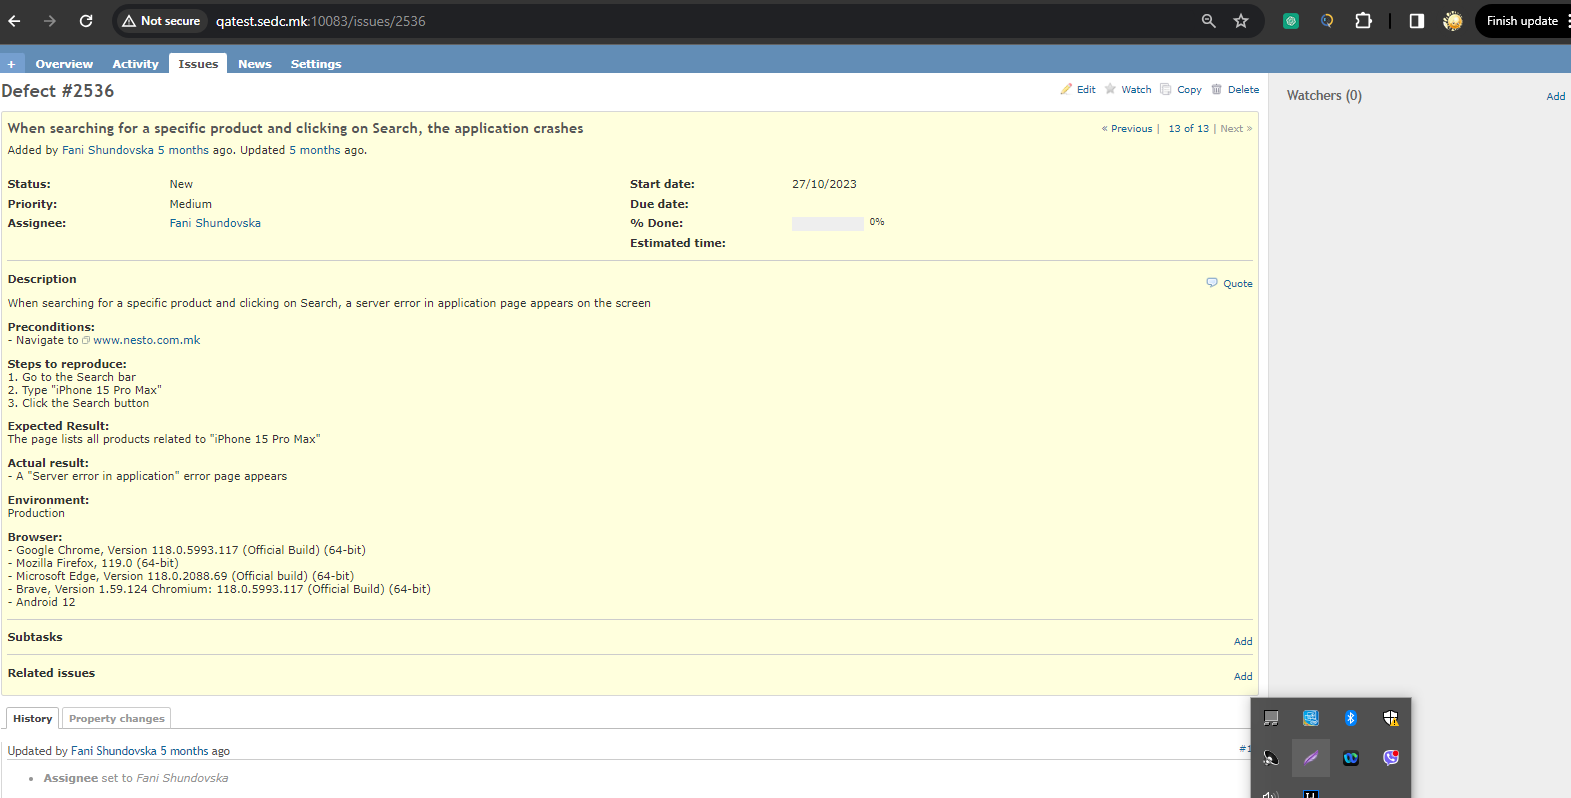 Not secure qatest.sedc.mk:10083/issues/2536 Finish update
+ Overview Activity Issues News Settings
Defect #2536 Edit Watch Copy Delete
Watchers (0) Add
When searching for a specific product and clicking on Search, the application crashes « Previous | 13 of 13 | Next »
Added by Fani Shundovska 5 months ago. Updated 5 months ago.
Status: New Start date: 27/10/2023
Priority: Medium Due date:
Assignee: Fani Shundovska % Done: 0%
Estimated time:
Description Quote
When searching for a specific product and clicking on Search, a server error in application page appears on the screen
Preconditions:
- Navigate to www.nesto.com.mk
Steps to reproduce:
1. Go to the Search bar
2. Type "iPhone 15 Pro Max"
3. Click the Search button
Expected Result:
The page lists all products related to "iPhone 15 Pro Max"
Actual result:
- A "Server error in application" error page appears
Environment:
Production
Browser:
- Google Chrome, Version 118.0.5993.117 (Official Build) (64-bit)
- Mozilla Firefox, 119.0 (64-bit)
- Microsoft Edge, Version 118.0.2088.69 (Official build) (64-bit)
- Brave, Version 1.59.124 Chromium: 118.0.5993.117 (Official Build) (64-bit)
- Android 12
Subtasks Add
Related issues Add
History Property changes
Updated by Fani Shundovska 5 months ago #1
• Assignee set to Fani Shundovska